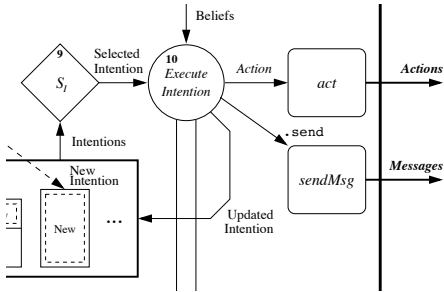 Beliefs
9
Selected
Intention
10
Execute
Intention
Action
act
Actions
S_I
Intentions
.send
sendMsg
Messages
New
Intention
New
...
Updated
Intention